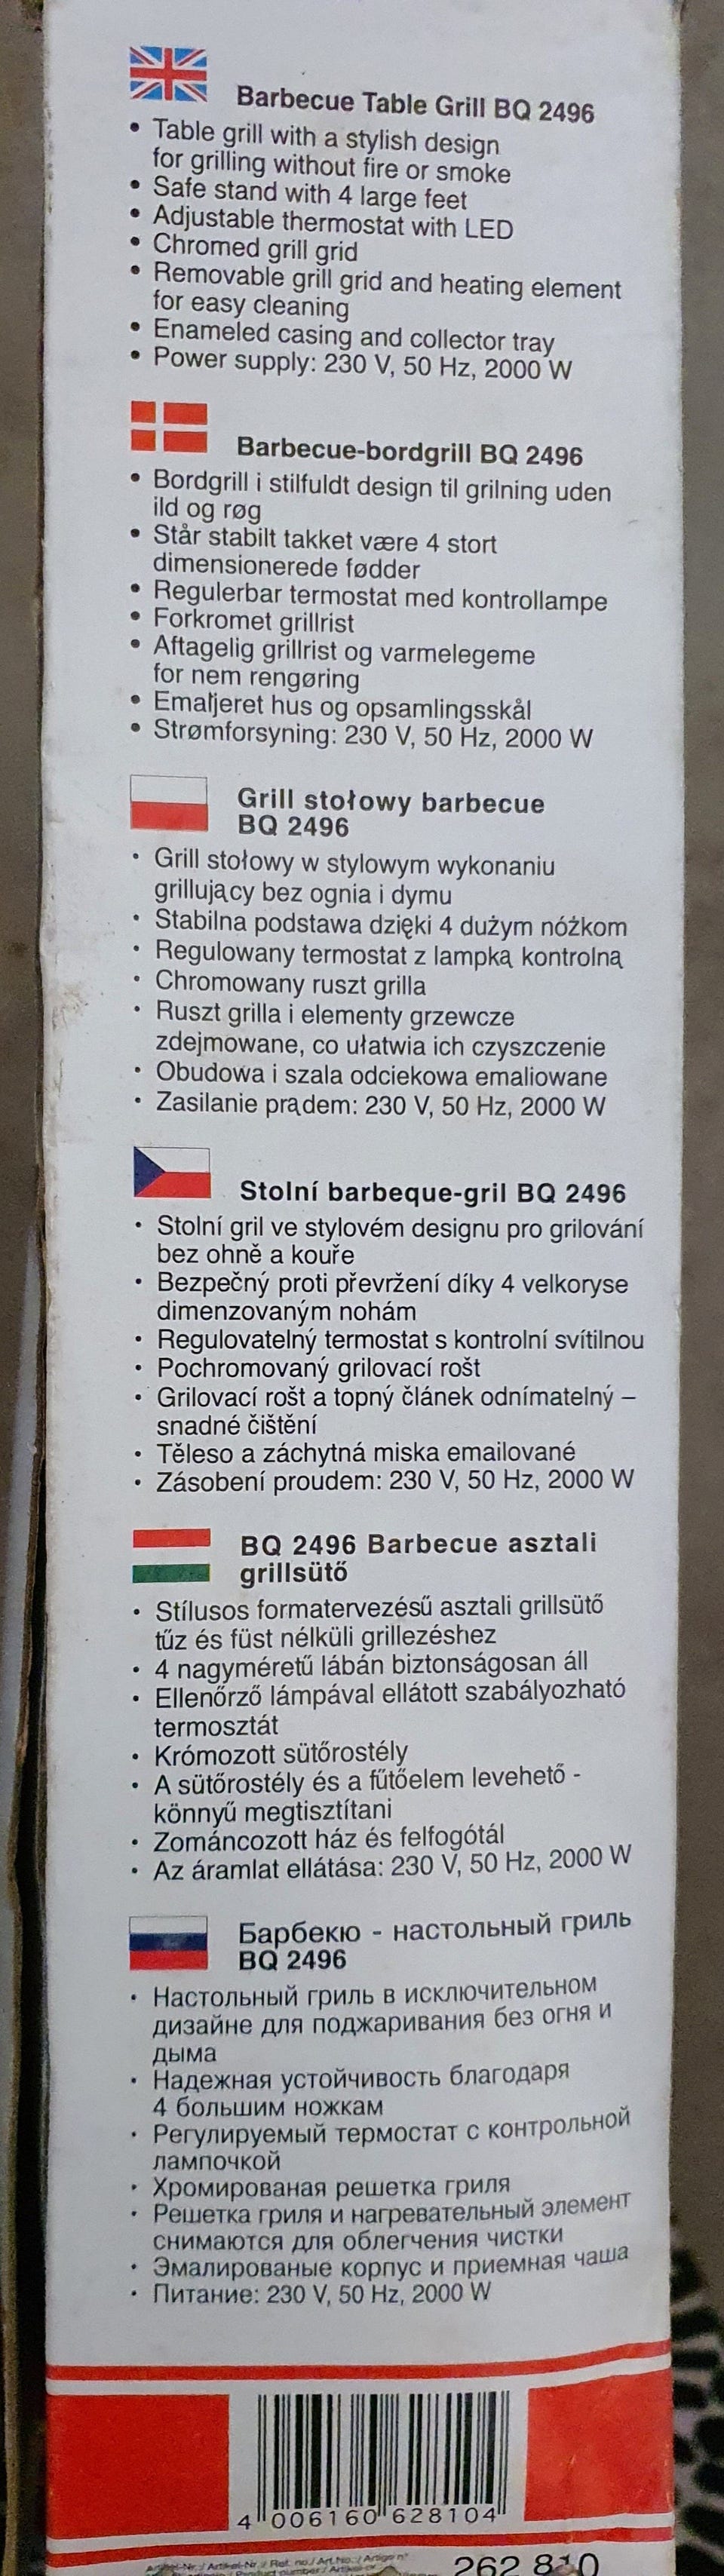 Barbecue Table Grill BQ 2496
• Table grill with a stylish design
for grilling without fire or smoke
• Safe stand with 4 large feet
• Adjustable thermostat with LED
• Chromed grill grid
• Removable grill grid and heating element
for easy cleaning
• Enameled casing and collector tray
• Power supply: 230 V, 50 Hz, 2000 W
Barbecue-bordgrill BQ 2496
• Bordgrill i stilfuldt design til grilning uden
ild og røg
• Står stabilt takket være 4 stort
dimensionerede fødder
• Regulerbar termostat med kontrollampe
• Forkromet grillrist
• Aftagelig grillrist og varmelegeme
for nem rengøring
• Emaljeret hus og opsamlingsskål
• Strømforsyning: 230 V, 50 Hz, 2000 W
Grill stołowy barbecue
BQ 2496
• Grill stołowy w stylowym wykonaniu
grillujący bez ognia i dymu
• Stabilna podstawa dzięki 4 dużym nóżkom
• Regulowany termostat z lampką kontrolną
• Chromowany ruszt grilla
• Ruszt grilla i elementy grzewcze
zdejmowane, co ułatwia ich czyszczenie
• Obudowa i szala odciekowa emaliowane
• Zasilanie prądem: 230 V, 50 Hz, 2000 W
Stolní barbeque-gril BQ 2496
• Stolní gril ve stylovém designu pro grilování
bez ohně a kouře
• Bezpečný proti převržení díky 4 velkoryse
dimenzovaným nohám
• Regulovatelný termostat s kontrolní svítilnou
• Pochromovaný grilovací rošt
• Grilovací rošt a topný článek odnímatelný –
snadné čištění
• Těleso a záchytná miska emailované
• Zásobení proudem: 230 V, 50 Hz, 2000 W
BQ 2496 Barbecue asztali
grillsütő
• Stílusos formatervezésű asztali grillsütő
tűz és füst nélküli grillezéshez
• 4 nagyméretű lábán biztonságosan áll
• Ellenőrző lámpával ellátott szabályozható
termosztát
• Krómozott sütőrostély
• A sütőrostély és a fűtőelem levehető -
könnyű megtisztítani
• Zománcozott ház és felfogótál
• Az áramlat ellátása: 230 V, 50 Hz, 2000 W
Барбекю - настольный гриль
BQ 2496
• Настольный гриль в исключительном
дизайне для поджаривания без огня и
дыма
• Надежная устойчивость благодаря
4 большим ножкам
• Регулируемый термостат с контрольной
лампочкой
• Хромированая решетка гриля
• Решетка гриля и нагревательный элемент
снимаются для облегчения чистки
• Эмалированые корпус и приемная чаша
• Питание: 230 V, 50 Hz, 2000 W
4 006160 628104
Artikel-Nr. / Artikel-Nr. / Ref. no./ Art.No. / Artigo n°
262 810